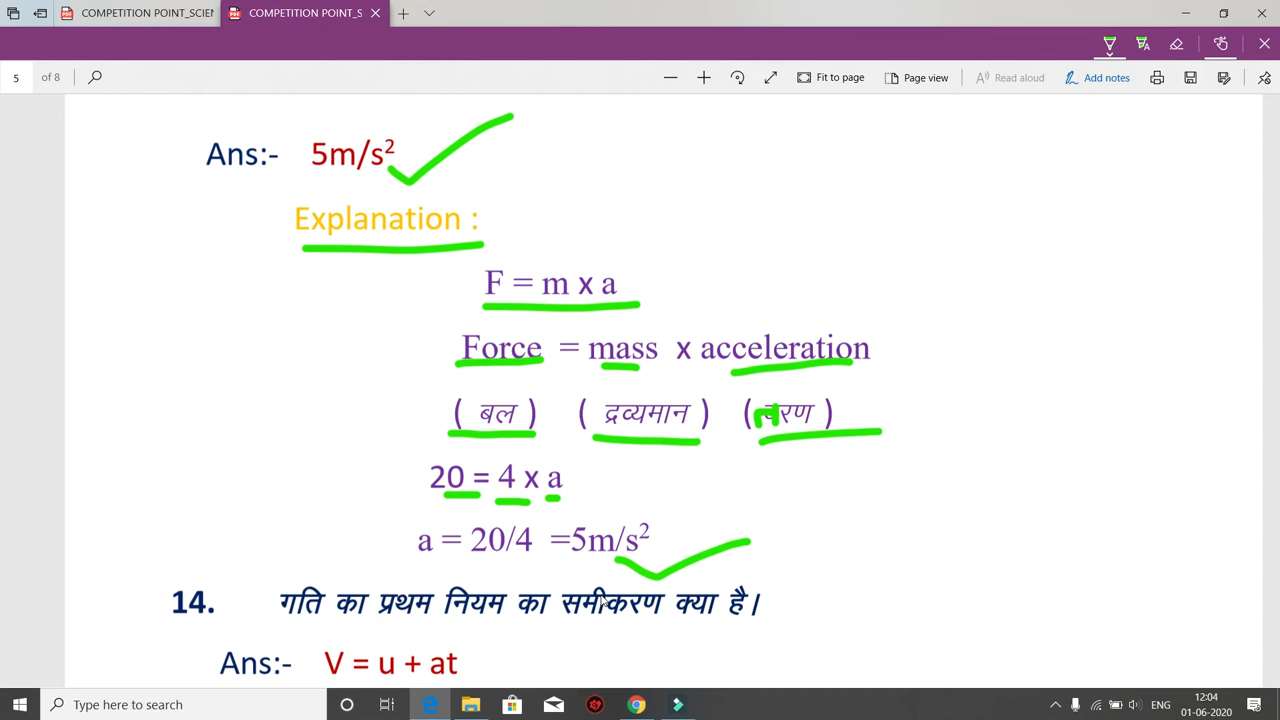 COMPETITION POINT_SCIEN
COMPETITION POINT_S
5 of 8
Fit to page
Page view
Read aloud
Add notes
Ans:- 5m/s²
Explanation :
F = m x a
Force = mass x acceleration
( बल ) ( द्रव्यमान ) ( त्वरण )
20 = 4 x a
a = 20/4 =5m/s²
14. गति का प्रथम नियम का समीकरण क्या है।
Ans:- V = u + at
Type here to search
ENG
12:04
01-06-2020